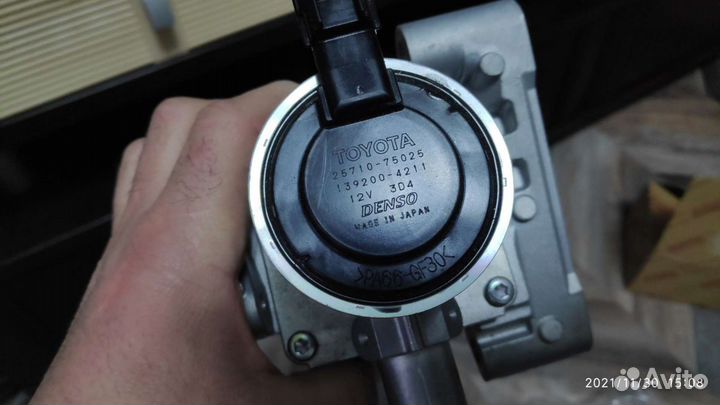 TOYOTA
25710-75025
139200-4211
12V 3D4
DENSO
MADE IN JAPAN
>PA66-GF30<
2021/11/30 15:08
Avito